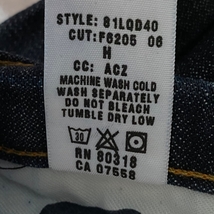 STYLE: 81LQD40
CUT: F6205 06
H
CC: ACZ
MACHINE WASH COLD
WASH SEPARATELY
DO NOT BLEACH
TUMBLE DRY LOW
30
RN 80318
CA 07558